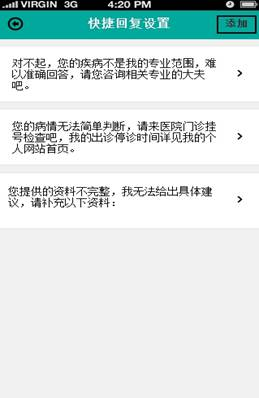 VIRGIN 3G 4:20 PM
快捷回复设置 添加
对不起，您的疾病不是我的专业范围，难
以准确回答，请您咨询相关专业的大夫
吧。
您的病情无法简单判断，请来医院门诊挂
号检查吧，我的出诊停诊时间详见我的个
人网站首页。
您提供的资料不完整，我无法给出具体建
议，请补充以下资料：